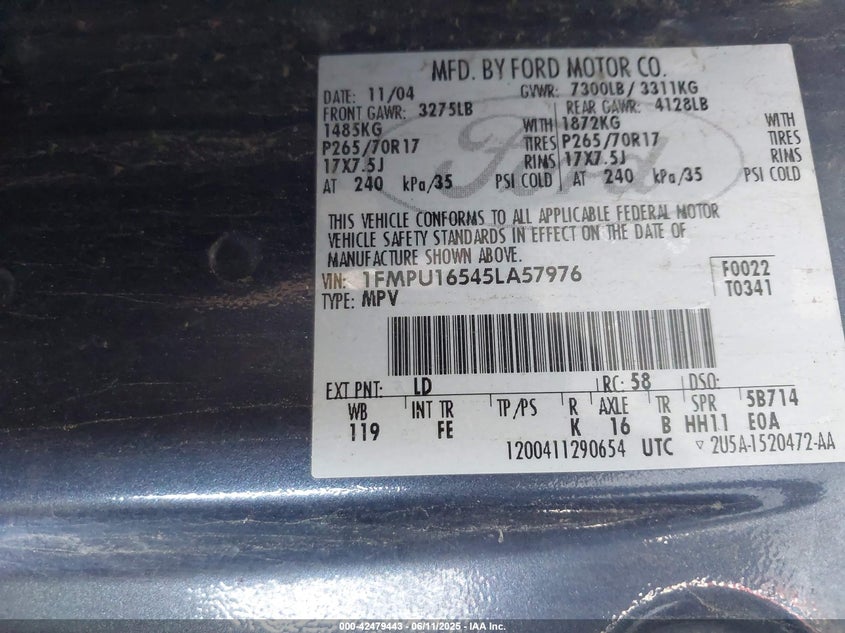 MFD. BY FORD MOTOR CO.
DATE: 11/04 GVWR: 7300LB / 3311KG
FRONT GAWR: 3275LB REAR GAWR: 4128LB
1485KG WITH 1872KG WITH
P265/70R17 TIRES P265/70R17 TIRES
17X7.5J RIMS 17X7.5J RIMS
AT 240 kPa/35 PSI COLD AT 240 kPa/35 PSI COLD
Ford
THIS VEHICLE CONFORMS TO ALL APPLICABLE FEDERAL MOTOR
VEHICLE SAFETY STANDARDS IN EFFECT ON THE DATE OF
MANUFACTURE SHOWN ABOVE.
VIN: 1FMPU16545LA57976 F0022
TYPE: MPV T0341
EXT PNT: LD RC: 58 DSO:
WB INT TR TP/PS R AXLE TR SPR 5B714
119 FE K 16 B HH11 E0A
1200411290654 UTC ▽ 2U5A-1520472-AA
000-42479443 - 06/11/2025 - IAA Inc.